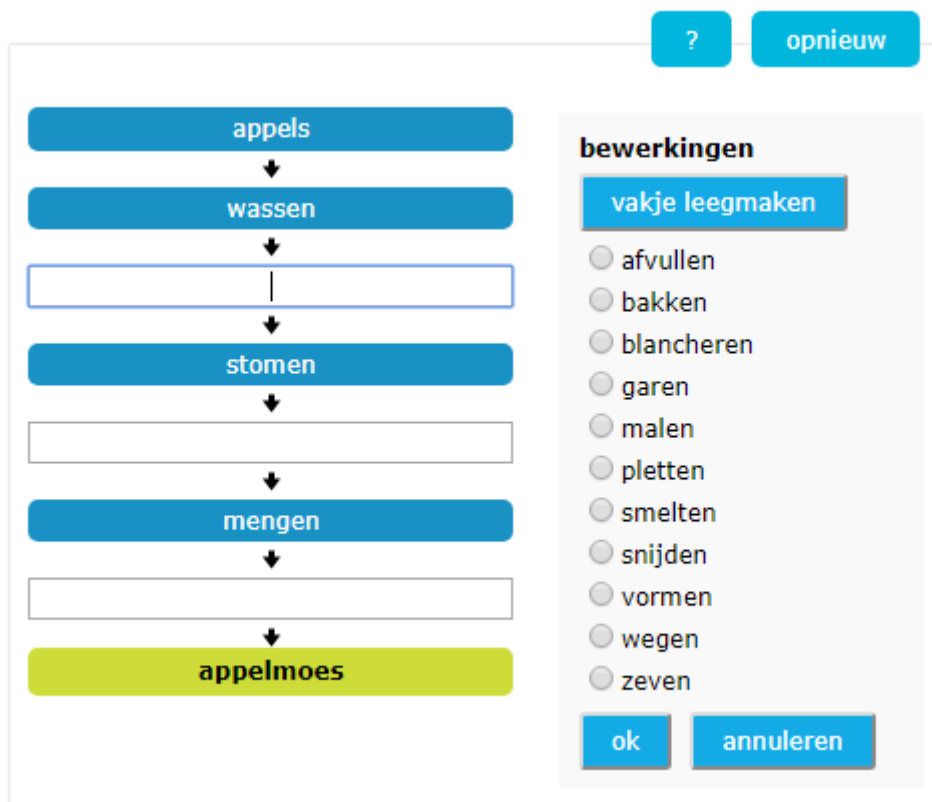 ? opnieuw
appels
wassen
stomen
mengen
appelmoes
bewerkingen
vakje leegmaken
afvullen
bakken
blancheren
garen
malen
pletten
smelten
snijden
vormen
wegen
zeven
ok annuleren